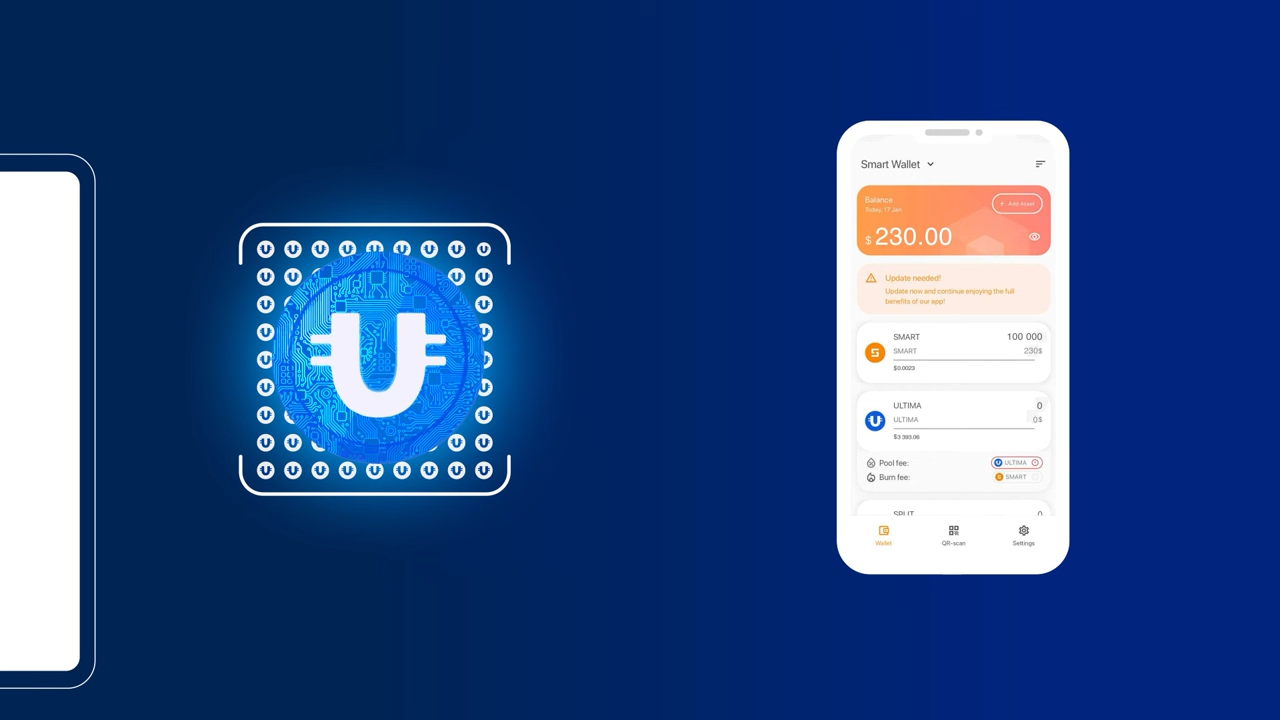 Smart Wallet
Balance
Today, 17 Jan
+ Add Asset
$ 230.00
Update needed!
Update now and continue enjoying the full
benefits of our app!
SMART 100 000
SMART 230$
$0.0023
ULTIMA 0
ULTIMA 0$
$3 393.06
Pool fee: ULTIMA
Burn fee: SMART
SPLIT 0
Wallet QR-scan Settings